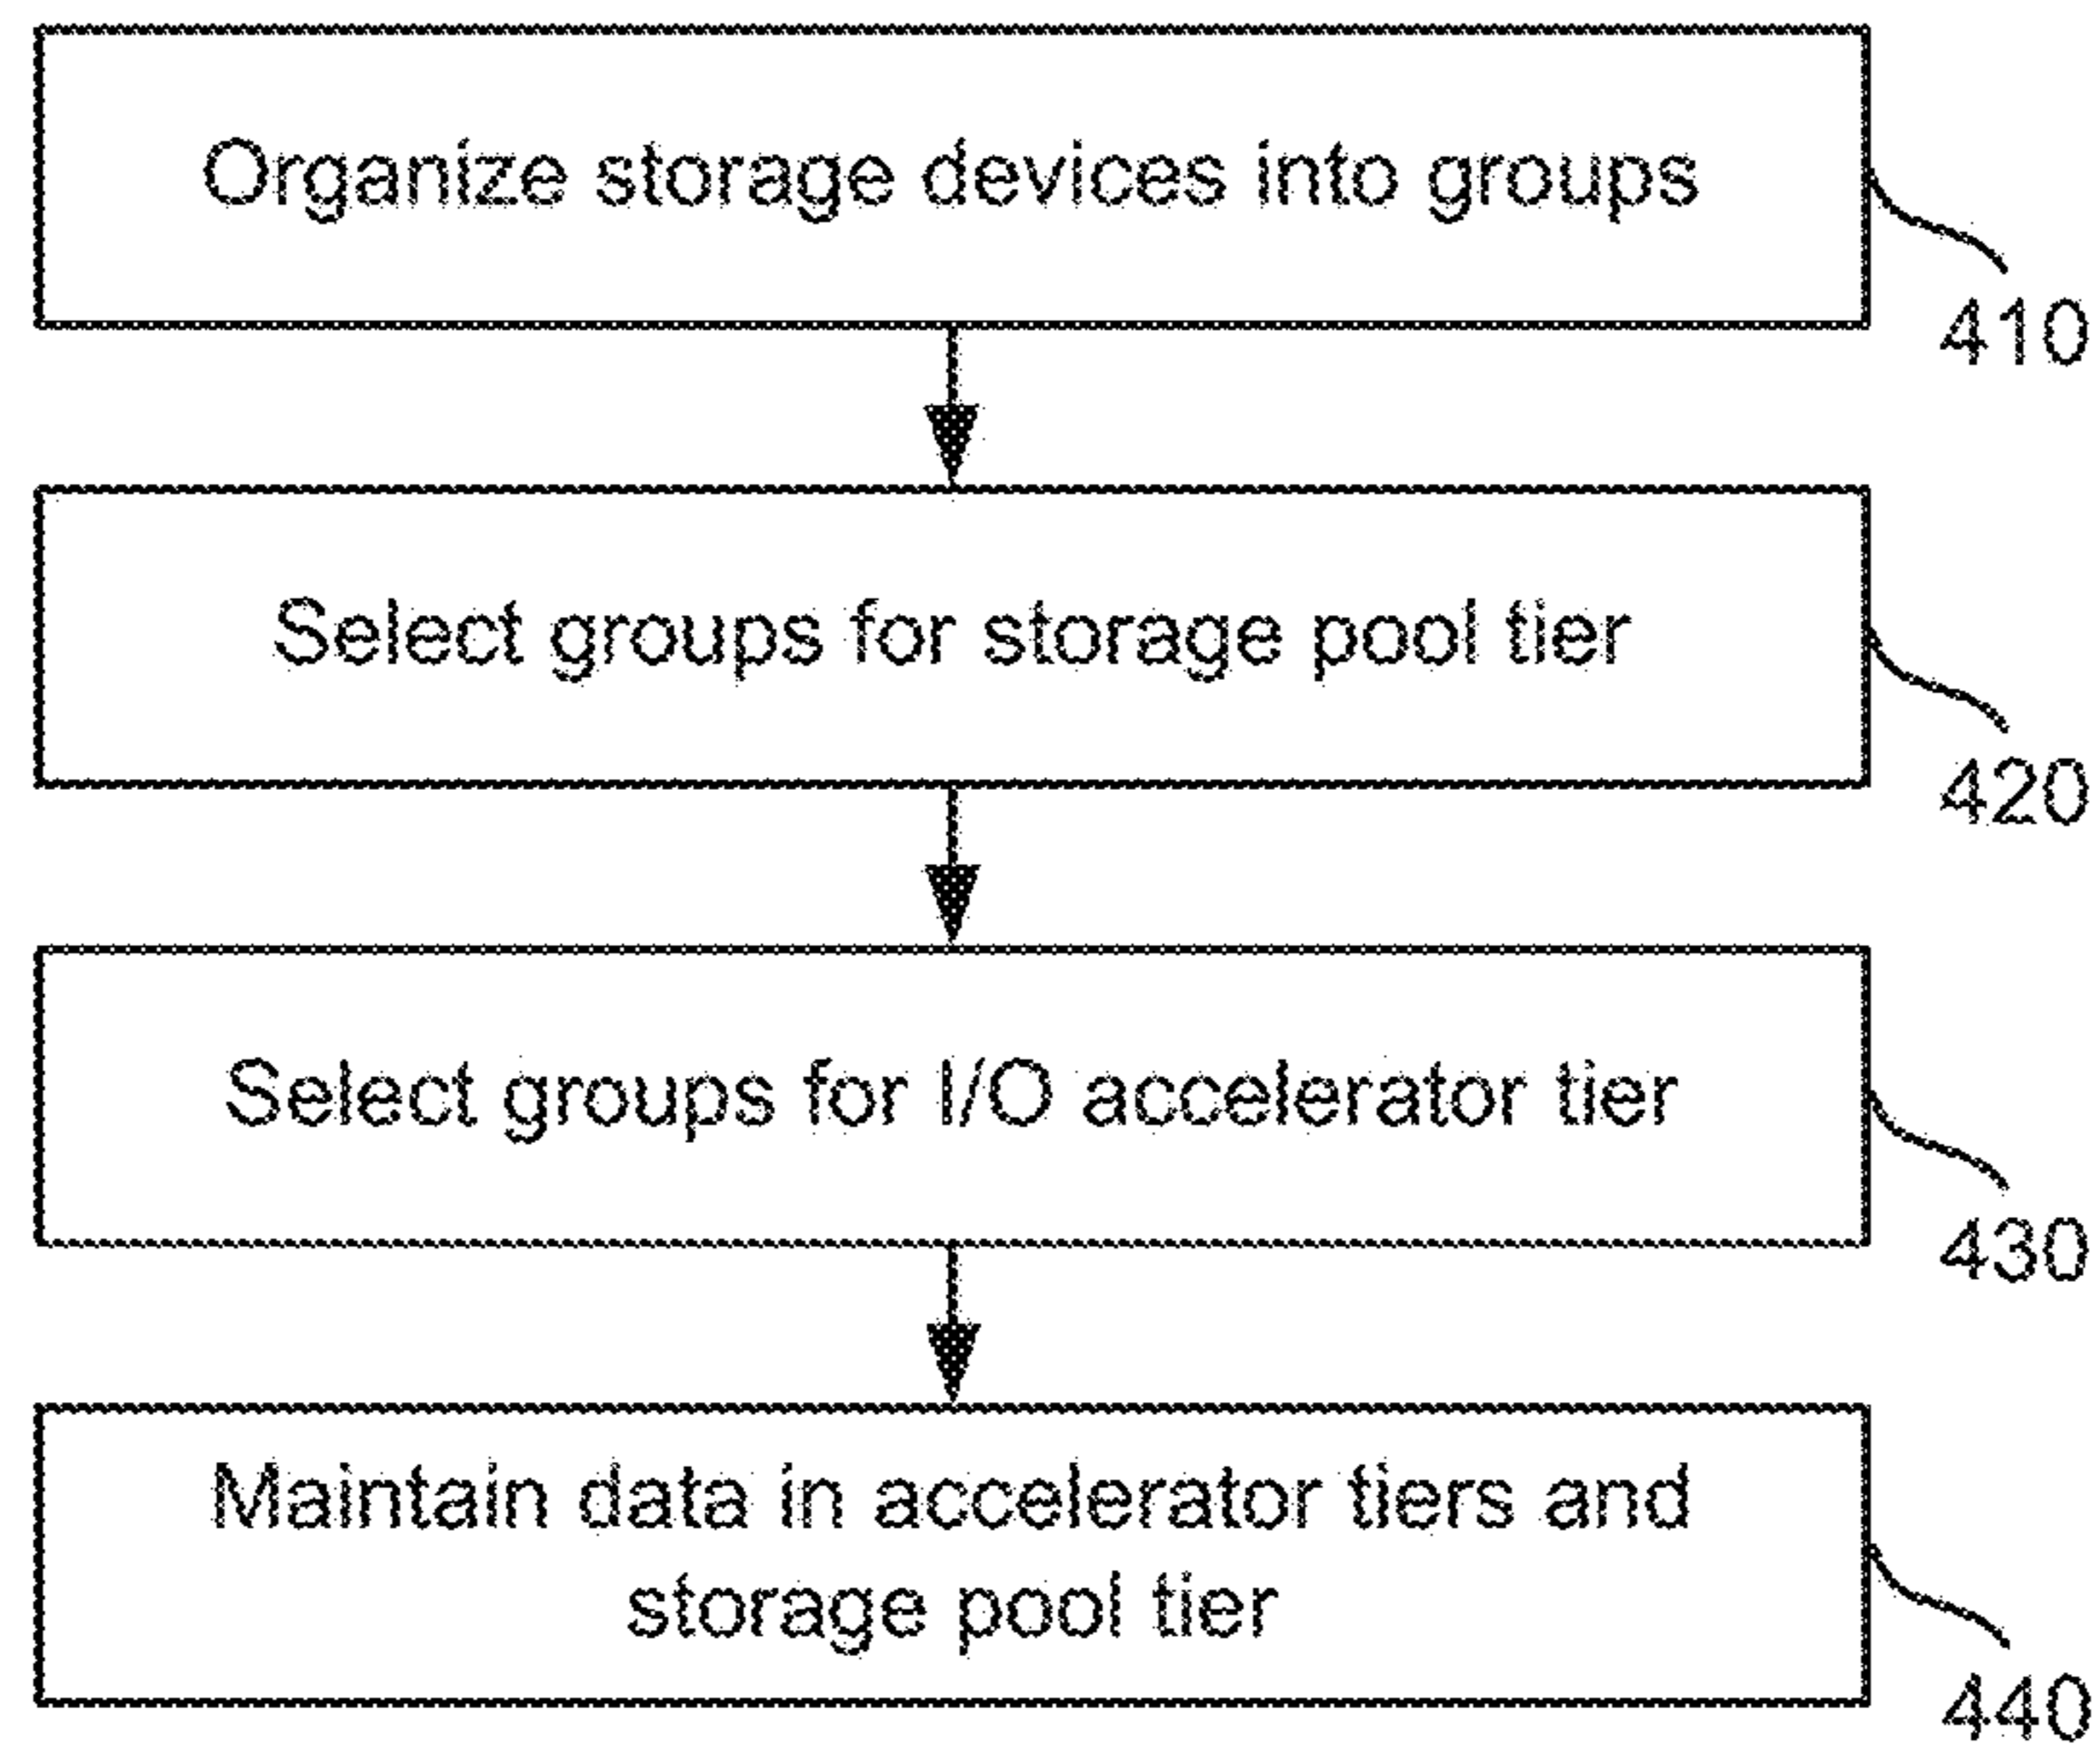 Organize storage devices into groups
410
Select groups for storage pool tier
420
Select groups for I/O accelerator tier
430
Maintain data in accelerator tiers and
storage pool tier
440